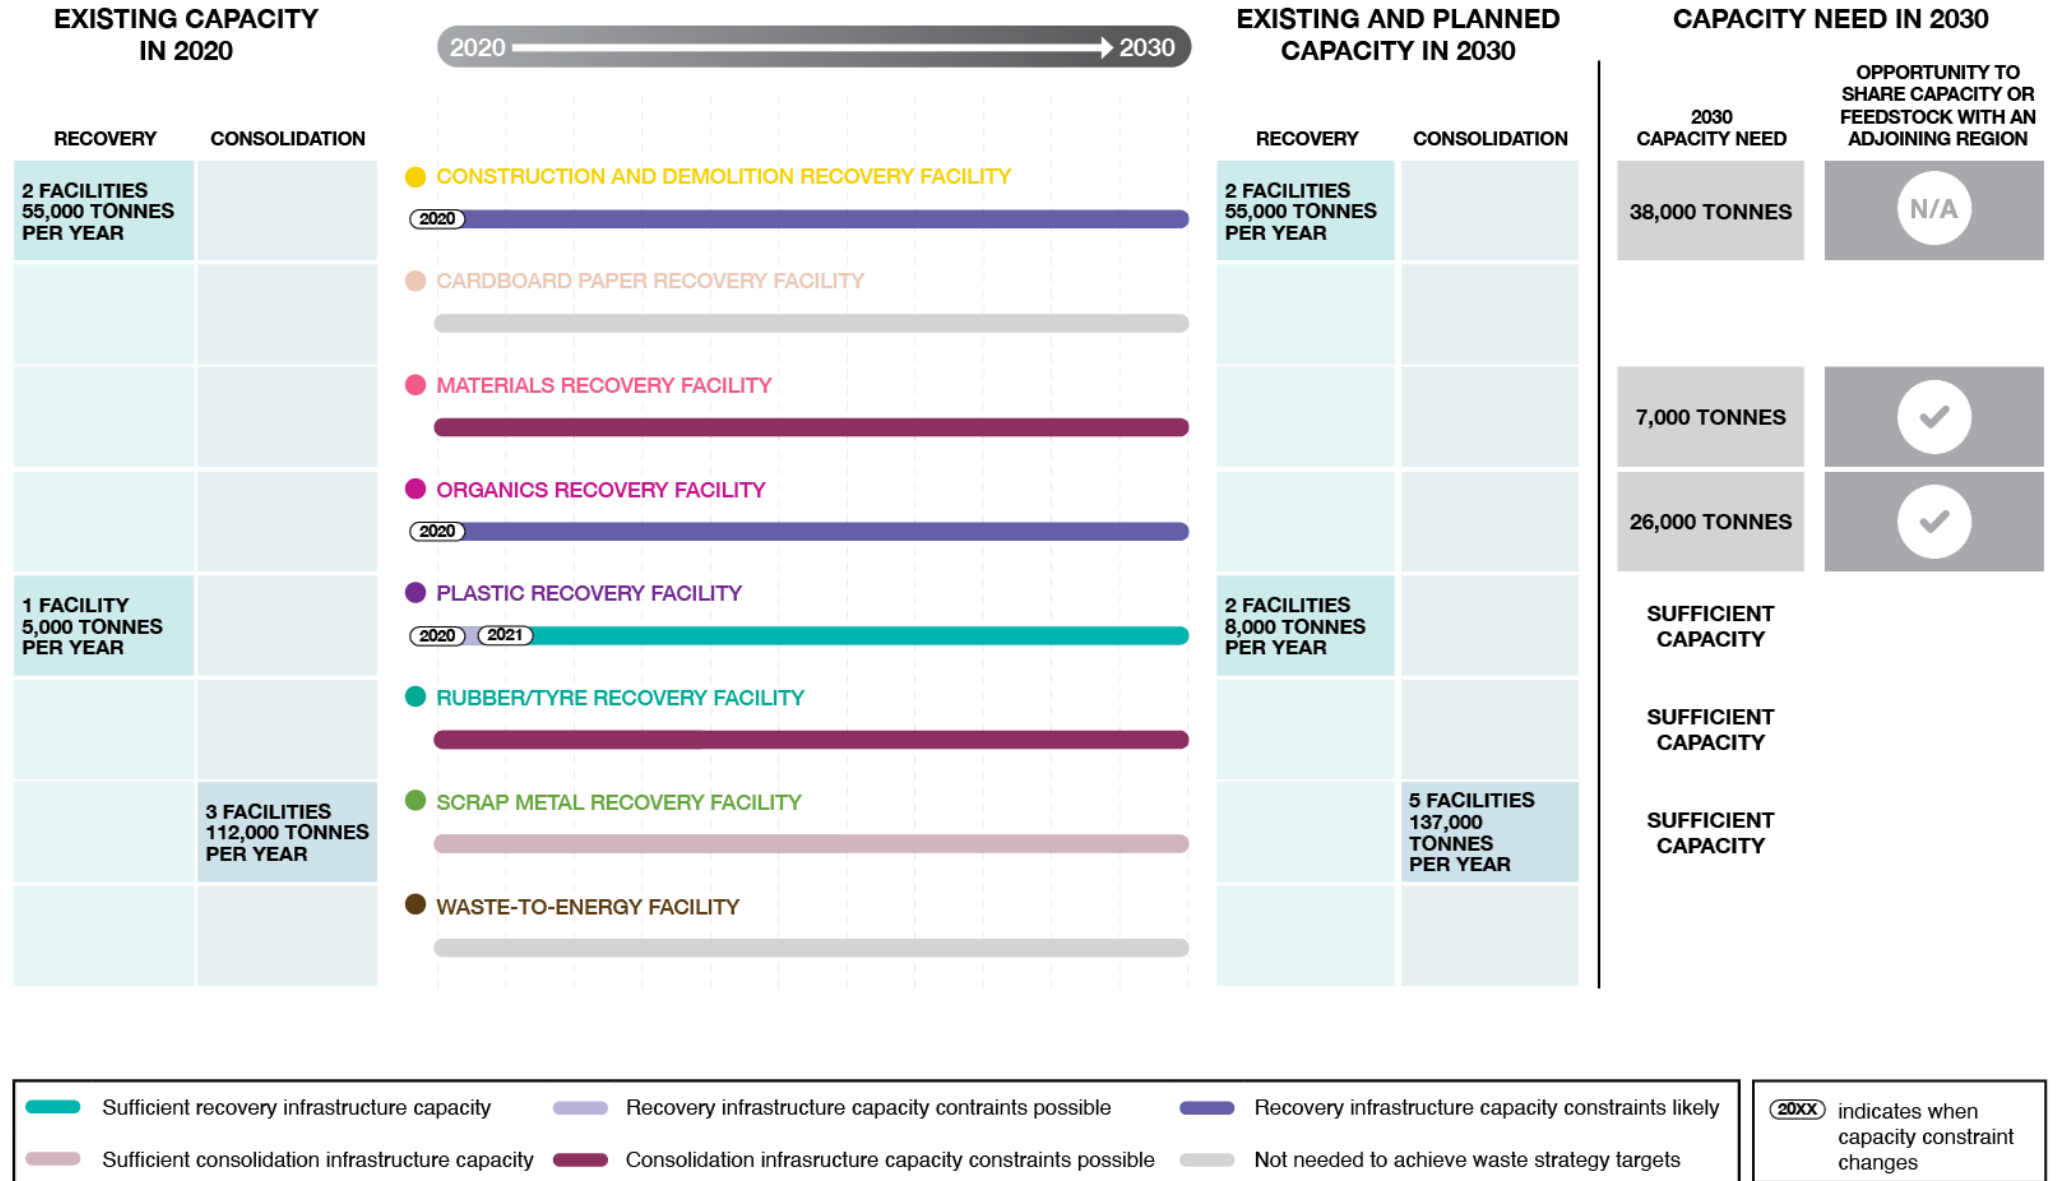 EXISTING CAPACITY
IN 2020
2020
2030
EXISTING AND PLANNED
CAPACITY IN 2030
CAPACITY NEED IN 2030
RECOVERY
CONSOLIDATION
RECOVERY
CONSOLIDATION
2030
CAPACITY NEED
OPPORTUNITY TO
SHARE CAPACITY OR
FEEDSTOCK WITH AN
ADJOINING REGION
2 FACILITIES
55,000 TONNES
PER YEAR
CONSTRUCTION AND DEMOLITION RECOVERY FACILITY
2020
2 FACILITIES
55,000 TONNES
PER YEAR
38,000 TONNES
N/A
CARDBOARD PAPER RECOVERY FACILITY
MATERIALS RECOVERY FACILITY
7,000 TONNES
ORGANICS RECOVERY FACILITY
2020
26,000 TONNES
1 FACILITY
5,000 TONNES
PER YEAR
PLASTIC RECOVERY FACILITY
2020
2021
2 FACILITIES
8,000 TONNES
PER YEAR
SUFFICIENT
CAPACITY
RUBBER/TYRE RECOVERY FACILITY
SUFFICIENT
CAPACITY
3 FACILITIES
112,000 TONNES
PER YEAR
SCRAP METAL RECOVERY FACILITY
5 FACILITIES
137,000
TONNES
PER YEAR
SUFFICIENT
CAPACITY
WASTE-TO-ENERGY FACILITY
Sufficient recovery infrastructure capacity
Recovery infrastructure capacity contraints possible
Recovery infrastructure capacity constraints likely
Sufficient consolidation infrastructure capacity
Consolidation infrasructure capacity constraints possible
Not needed to achieve waste strategy targets
20XX
indicates when
capacity constraint
changes